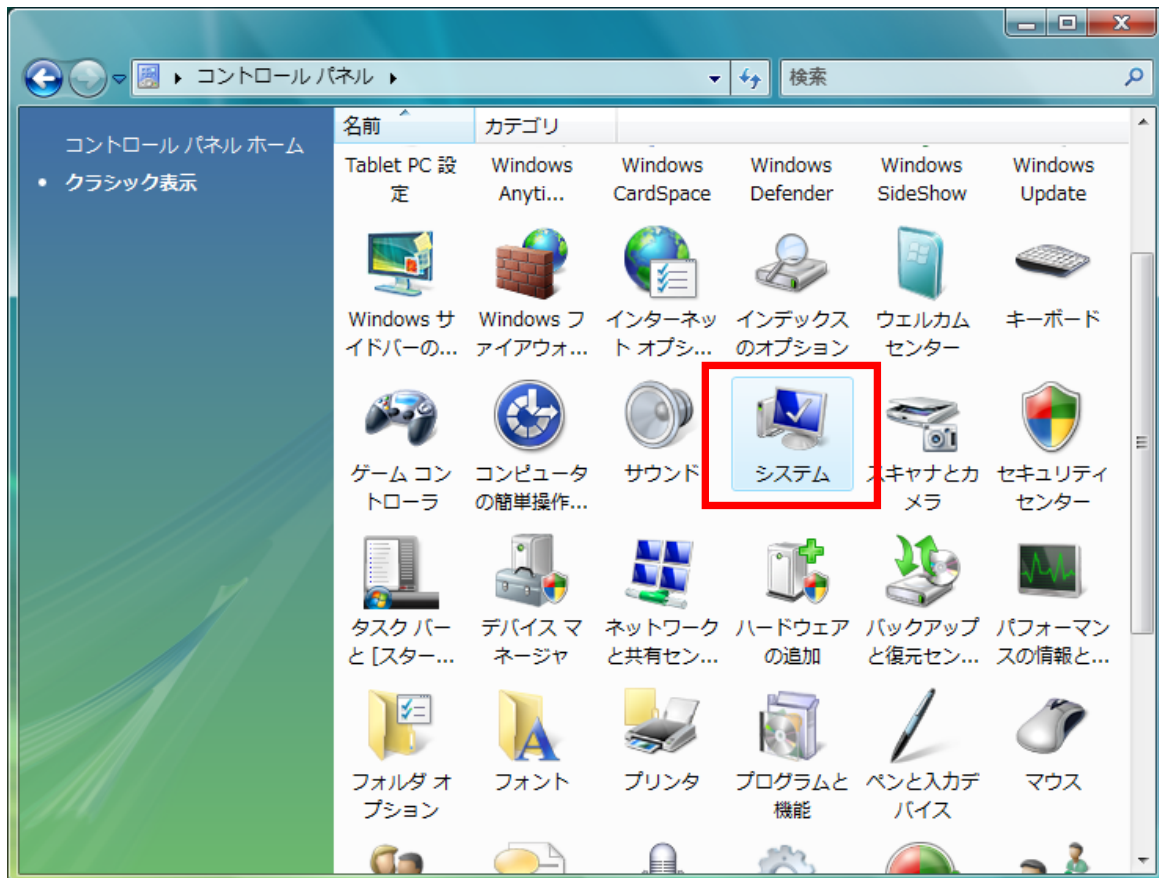 コントロール パネル
検索
コントロール パネル ホーム
クラシック表示
名前
カテゴリ
Tablet PC 設
定
Windows
Anyti...
Windows
CardSpace
Windows
Defender
Windows
SideShow
Windows
Update
Windows サ
イドバーの...
Windows フ
ァイアウォ...
インターネッ
ト オプシ...
インデックス
のオプション
ウェルカム
センター
キーボード
ゲーム コン
トローラ
コンピュータ
の簡単操作...
サウンド
システム
スキャナとカ
メラ
セキュリティ
センター
タスク バー
と [スター...
デバイス マ
ネージャ
ネットワーク
と共有セン...
ハードウェア
の追加
バックアップ
と復元セン...
パフォーマン
スの情報と...
フォルダ オ
プション
フォント
プリンタ
プログラムと
機能
ペンと入力デ
バイス
マウス